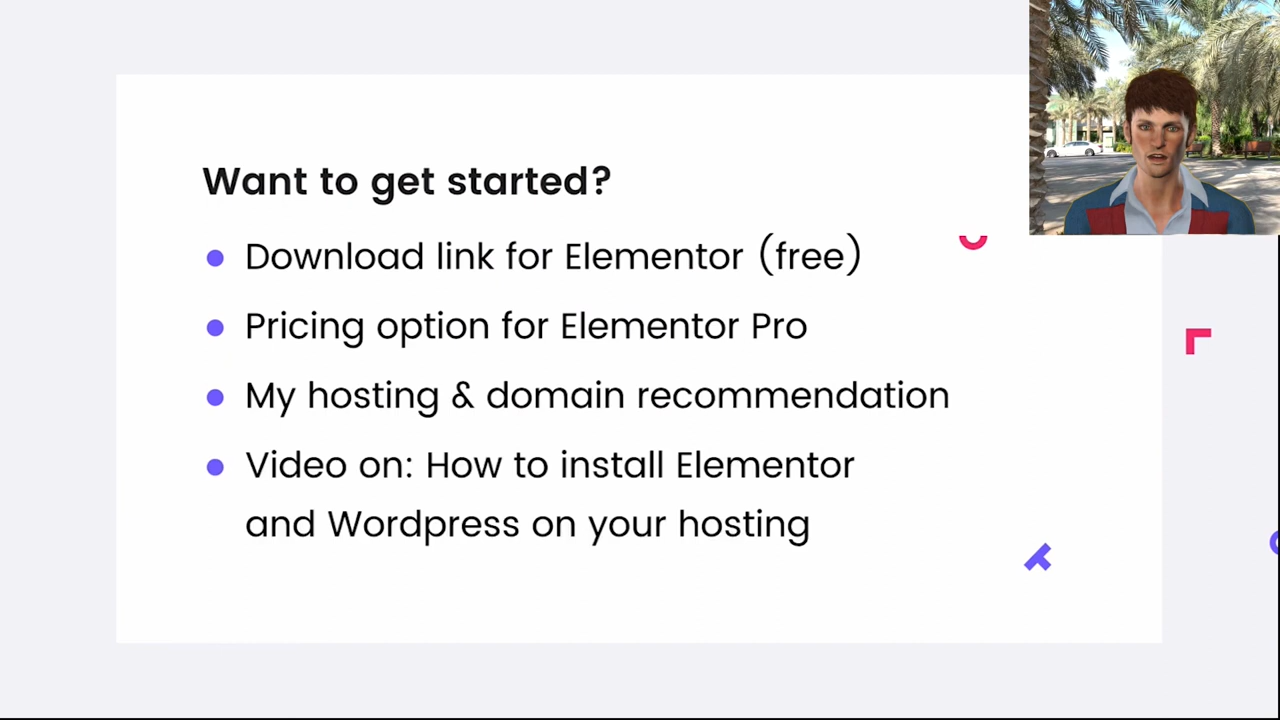 Want to get started?
Download link for Elementor (free)
Pricing option for Elementor Pro
My hosting & domain recommendation
Video on: How to install Elementor
and Wordpress on your hosting